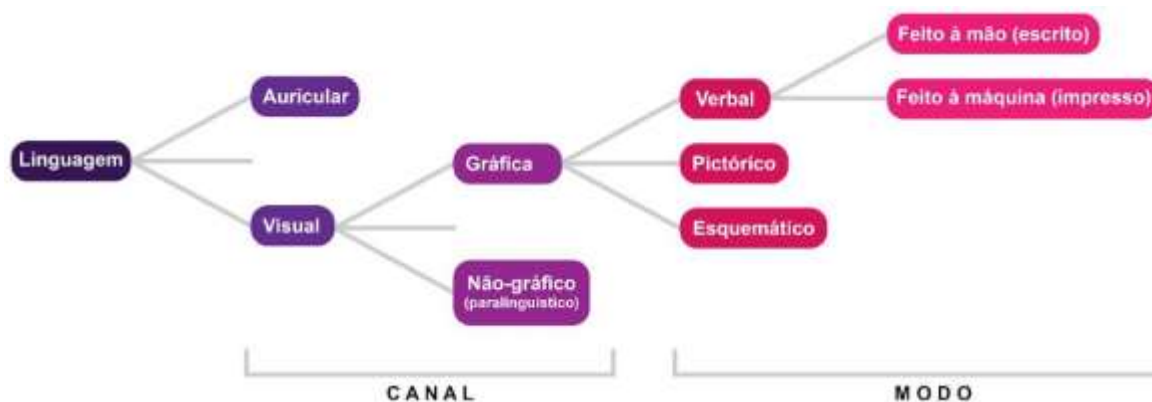 Feito à mão (escrito)
Auricular
Verbal
Feito à máquina (impresso)
Linguagem
Gráfica
Pictórico
Visual
Esquemático
Não-gráfico
(paralinguístico)
CANAL
MODO